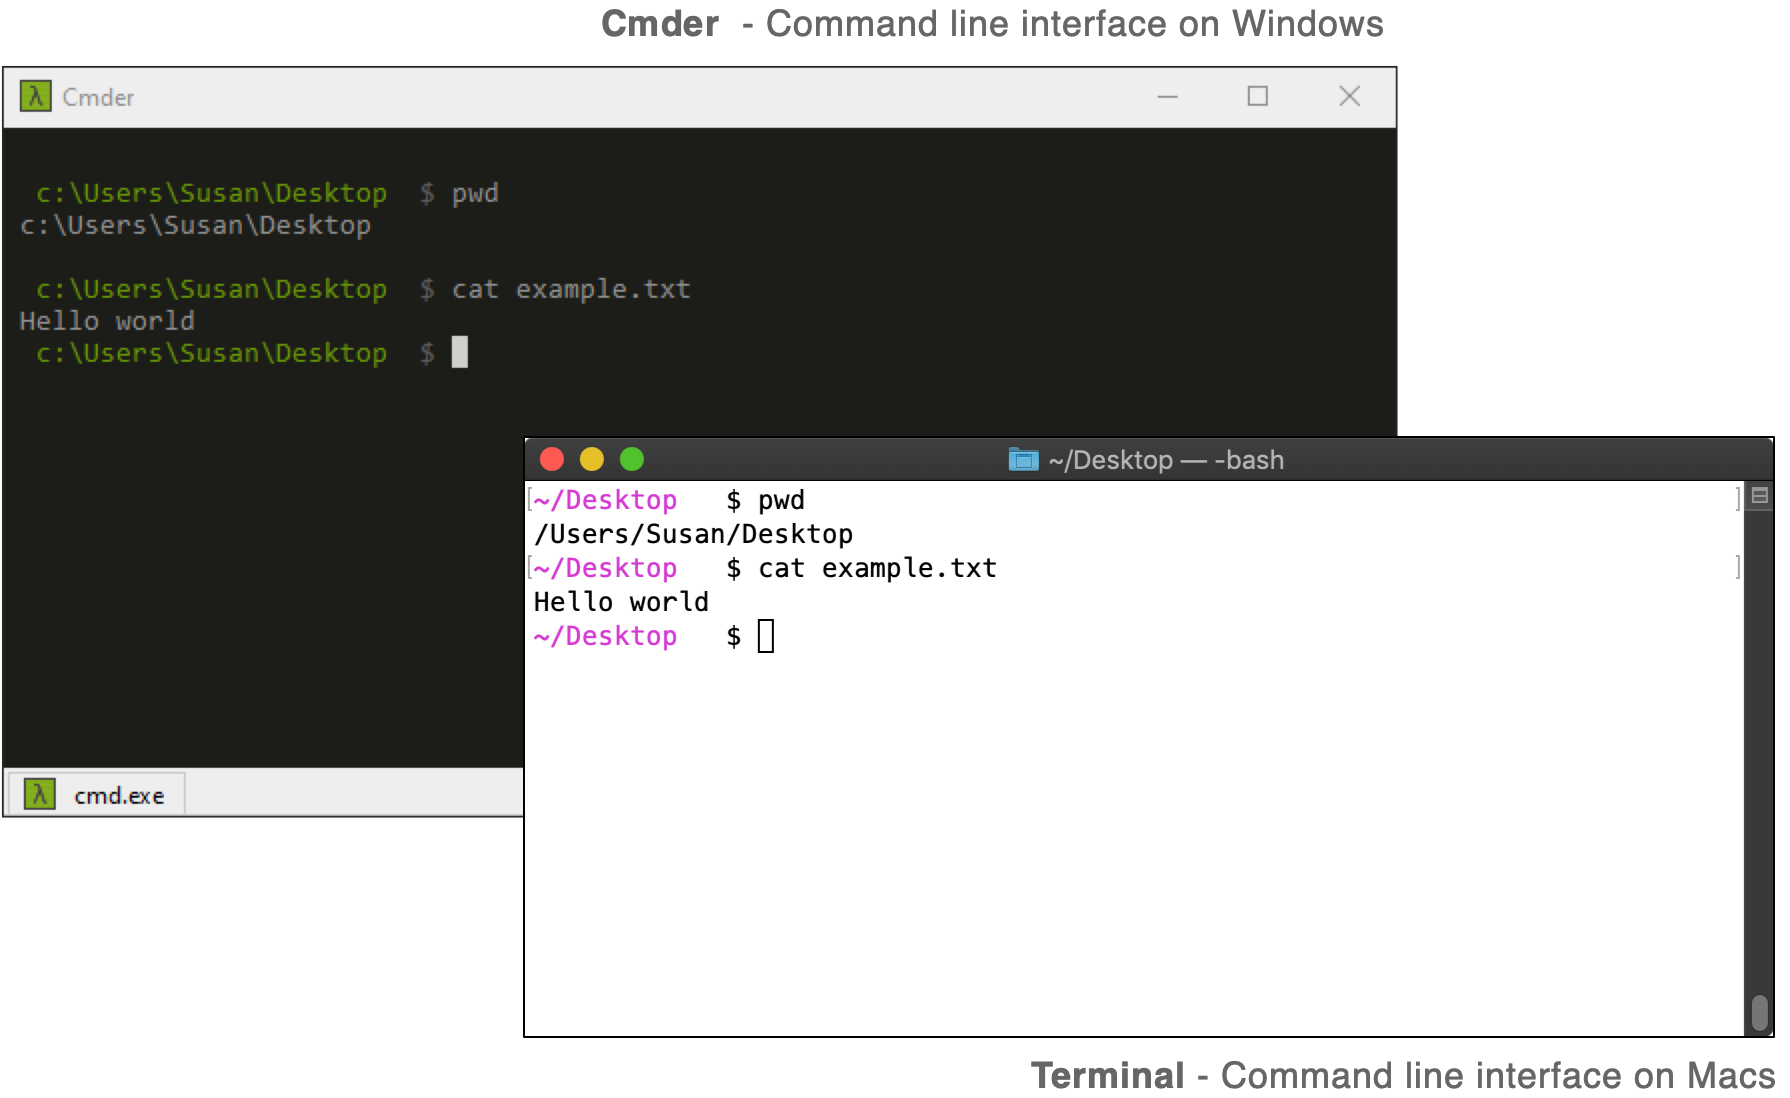 Cmder - Command line interface on Windows
λ Cmder
c:\Users\Susan\Desktop $ pwd
c:\Users\Susan\Desktop
c:\Users\Susan\Desktop $ cat example.txt
Hello world
c:\Users\Susan\Desktop $
λ cmd.exe
~/Desktop — -bash
[~/Desktop $ pwd ]
/Users/Susan/Desktop
[~/Desktop $ cat example.txt ]
Hello world
~/Desktop $
Terminal - Command line interface on Macs